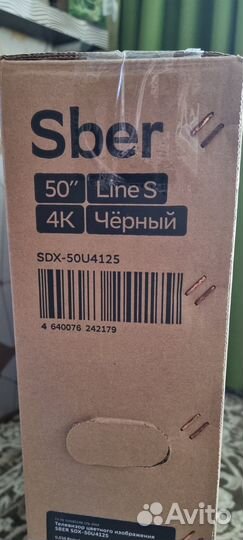 Sber
50" Line S
4K Чёрный
SDX-50U4125
4 640076 242179
Телевизор цветного изображения
SBER SDX-50U4125
Avito